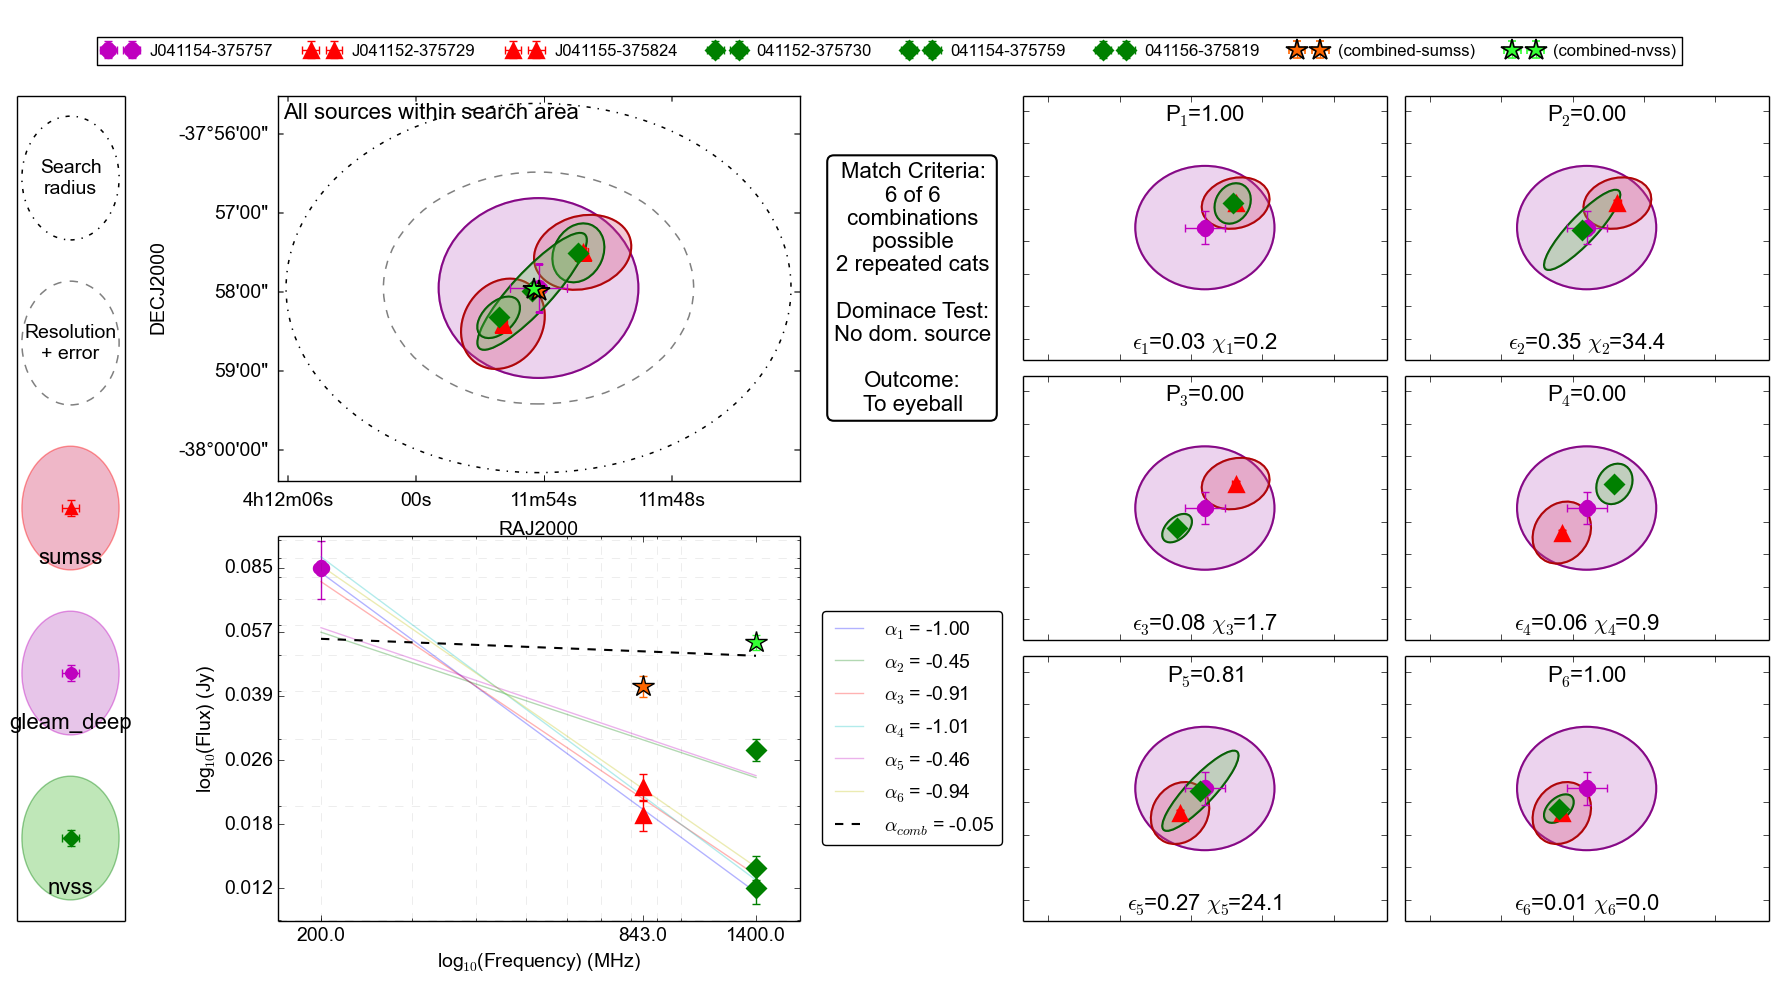 J041154-375757 J041152-375729 J041155-375824 041152-375730 041154-375759 041156-375819 (combined-sumss) (combined-nvss)
Search
radius
Resolution
+ error
sumss
gleam_deep
nvss
All sources within search area
-37°56'00"
57'00"
58'00"
59'00"
-38°00'00"
DECJ2000
4h12m06s 00s 11m54s 11m48s
RAJ2000
Match Criteria:
6 of 6
combinations
possible
2 repeated cats
Dominace Test:
No dom. source
Outcome:
To eyeball
0.085
0.057
0.039
0.026
0.018
0.012
log10(Flux) (Jy)
200.0 843.0 1400.0
log10(Frequency) (MHz)
α1 = -1.00
α2 = -0.45
α3 = -0.91
α4 = -1.01
α5 = -0.46
α6 = -0.94
αcomb = -0.05
P1=1.00
ϵ1=0.03 χ1=0.2
P2=0.00
ϵ2=0.35 χ2=34.4
P3=0.00
ϵ3=0.08 χ3=1.7
P4=0.00
ϵ4=0.06 χ4=0.9
P5=0.81
ϵ5=0.27 χ5=24.1
P6=1.00
ϵ6=0.01 χ6=0.0